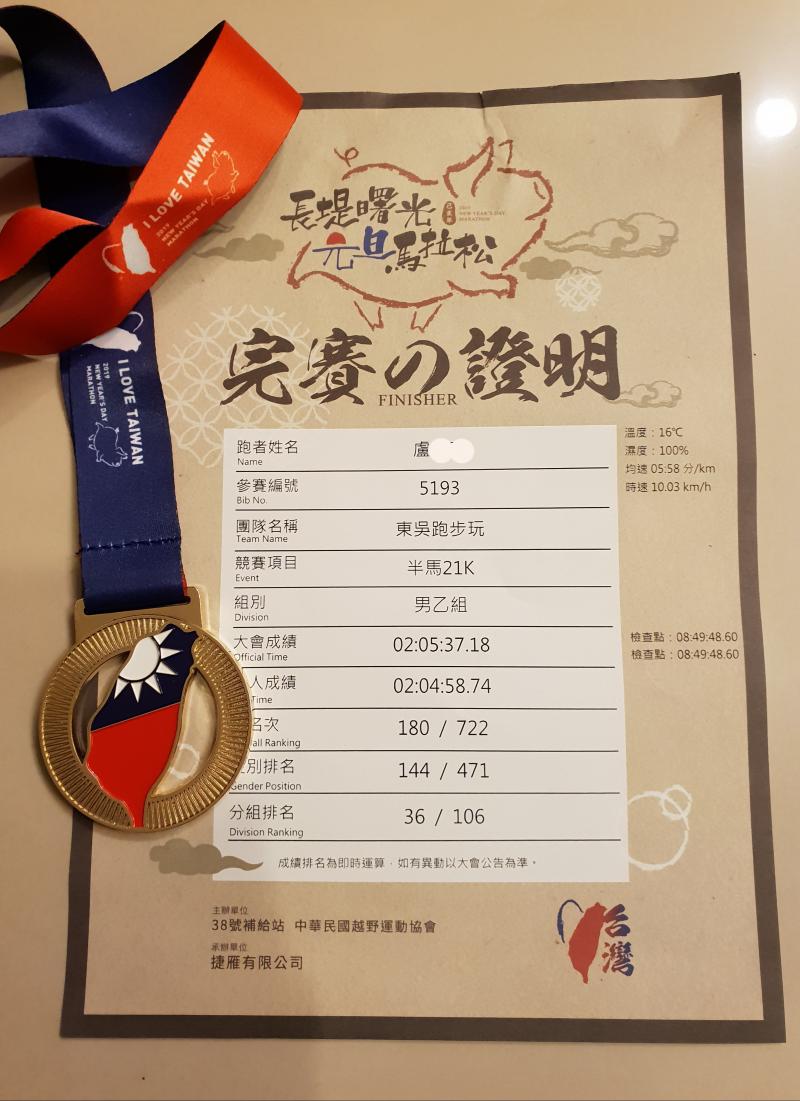 I LOVE TAIWAN
2019
NEW YEAR'S DAY
MARATHON
I LOVE TAIWAN
2019
NEW YEAR'S DAY
MARATHON
長堤曙光
2019
NEW YEAR'S DAY
MARATHON
元旦馬拉松
完賽の證明
FINISHER
跑者姓名 盧
Name
參賽編號 5193
Bib No.
團隊名稱 東吳跑步玩
Team Name
競賽項目 半馬21K
Event
組別 男乙組
Division
大會成績 02:05:37.18
Official Time
人成績 02:04:58.74
Time
名次 180 / 722
all Ranking
別排名 144 / 471
Gender Position
分組排名 36 / 106
Division Ranking
成績排名為即時運算，如有異動以大會公告為準。
溫度：16℃
濕度：100%
均速 05:58 分/km
時速 10.03 km/h
檢查點：08:49:48.60
檢查點：08:49:48.60
主辦單位
38號補給站 中華民國越野運動協會
承辦單位
捷雁有限公司
台灣